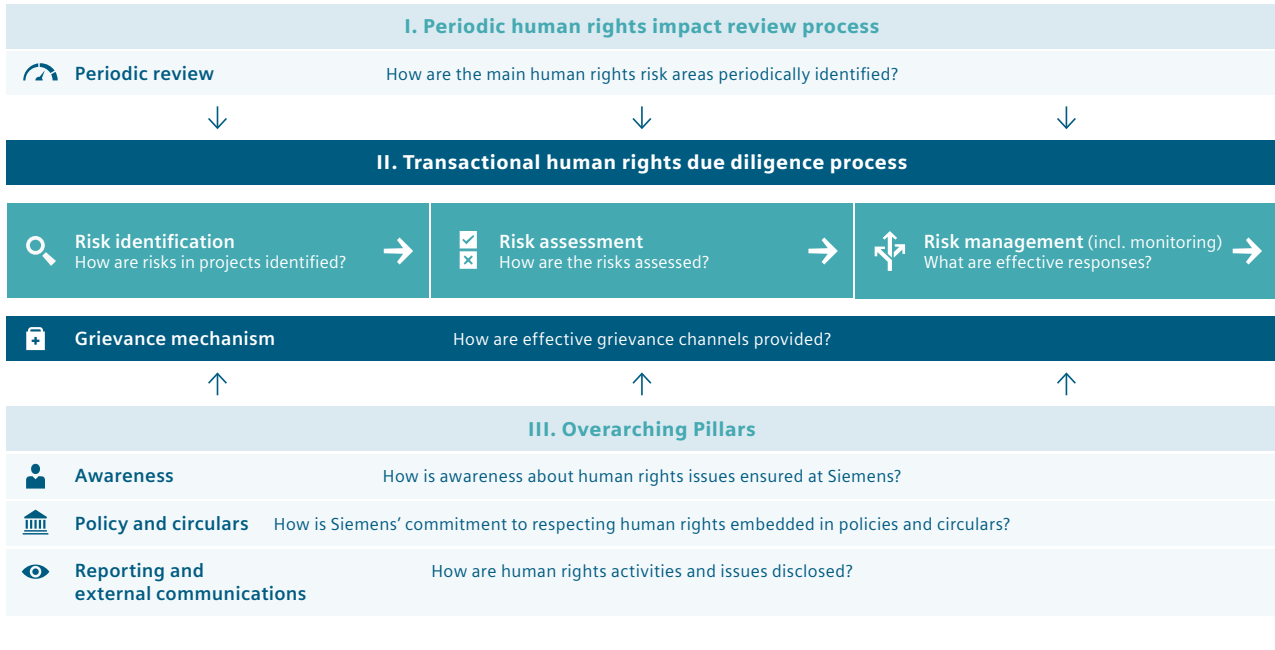 I. Periodic human rights impact review process
Periodic review
How are the main human rights risk areas periodically identified?
II. Transactional human rights due diligence process
Risk identification
How are risks in projects identified?
Risk assessment
How are the risks assessed?
Risk management (incl. monitoring)
What are effective responses?
Grievance mechanism
How are effective grievance channels provided?
III. Overarching Pillars
Awareness
How is awareness about human rights issues ensured at Siemens?
Policy and circulars
How is Siemens’ commitment to respecting human rights embedded in policies and circulars?
Reporting and
external communications
How are human rights activities and issues disclosed?